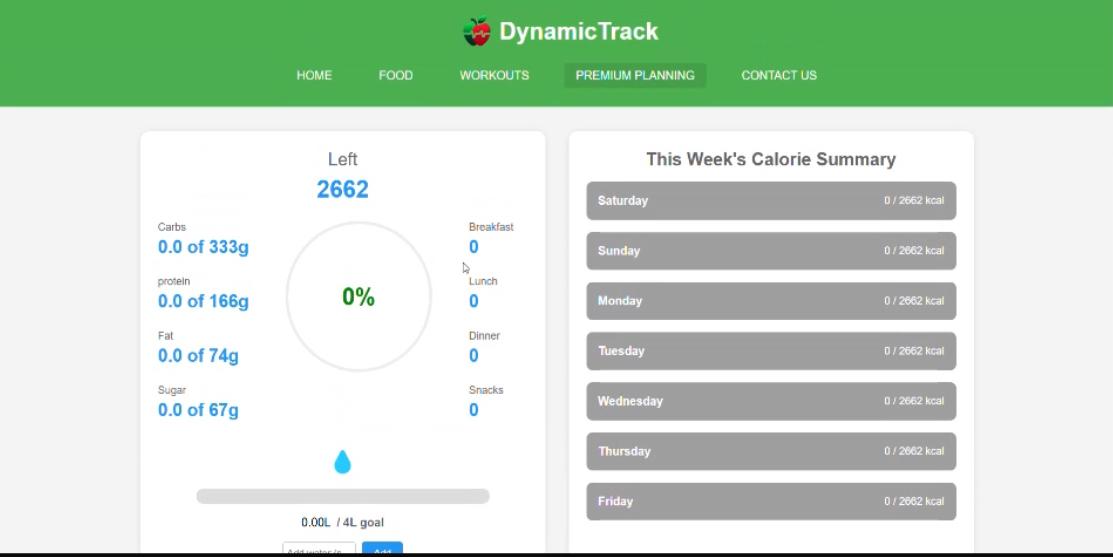 DynamicTrack
HOME FOOD WORKOUTS PREMIUM PLANNING CONTACT US
Left
2662
Carbs
0.0 of 333g
protein
0.0 of 166g
Fat
0.0 of 74g
Sugar
0.0 of 67g
0%
Breakfast
0
Lunch
0
Dinner
0
Snacks
0
0.00L / 4L goal
Add water (s
Add
This Week's Calorie Summary
Saturday 0 / 2662 kcal
Sunday 0 / 2662 kcal
Monday 0 / 2662 kcal
Tuesday 0 / 2662 kcal
Wednesday 0 / 2662 kcal
Thursday 0 / 2662 kcal
Friday 0 / 2662 kcal